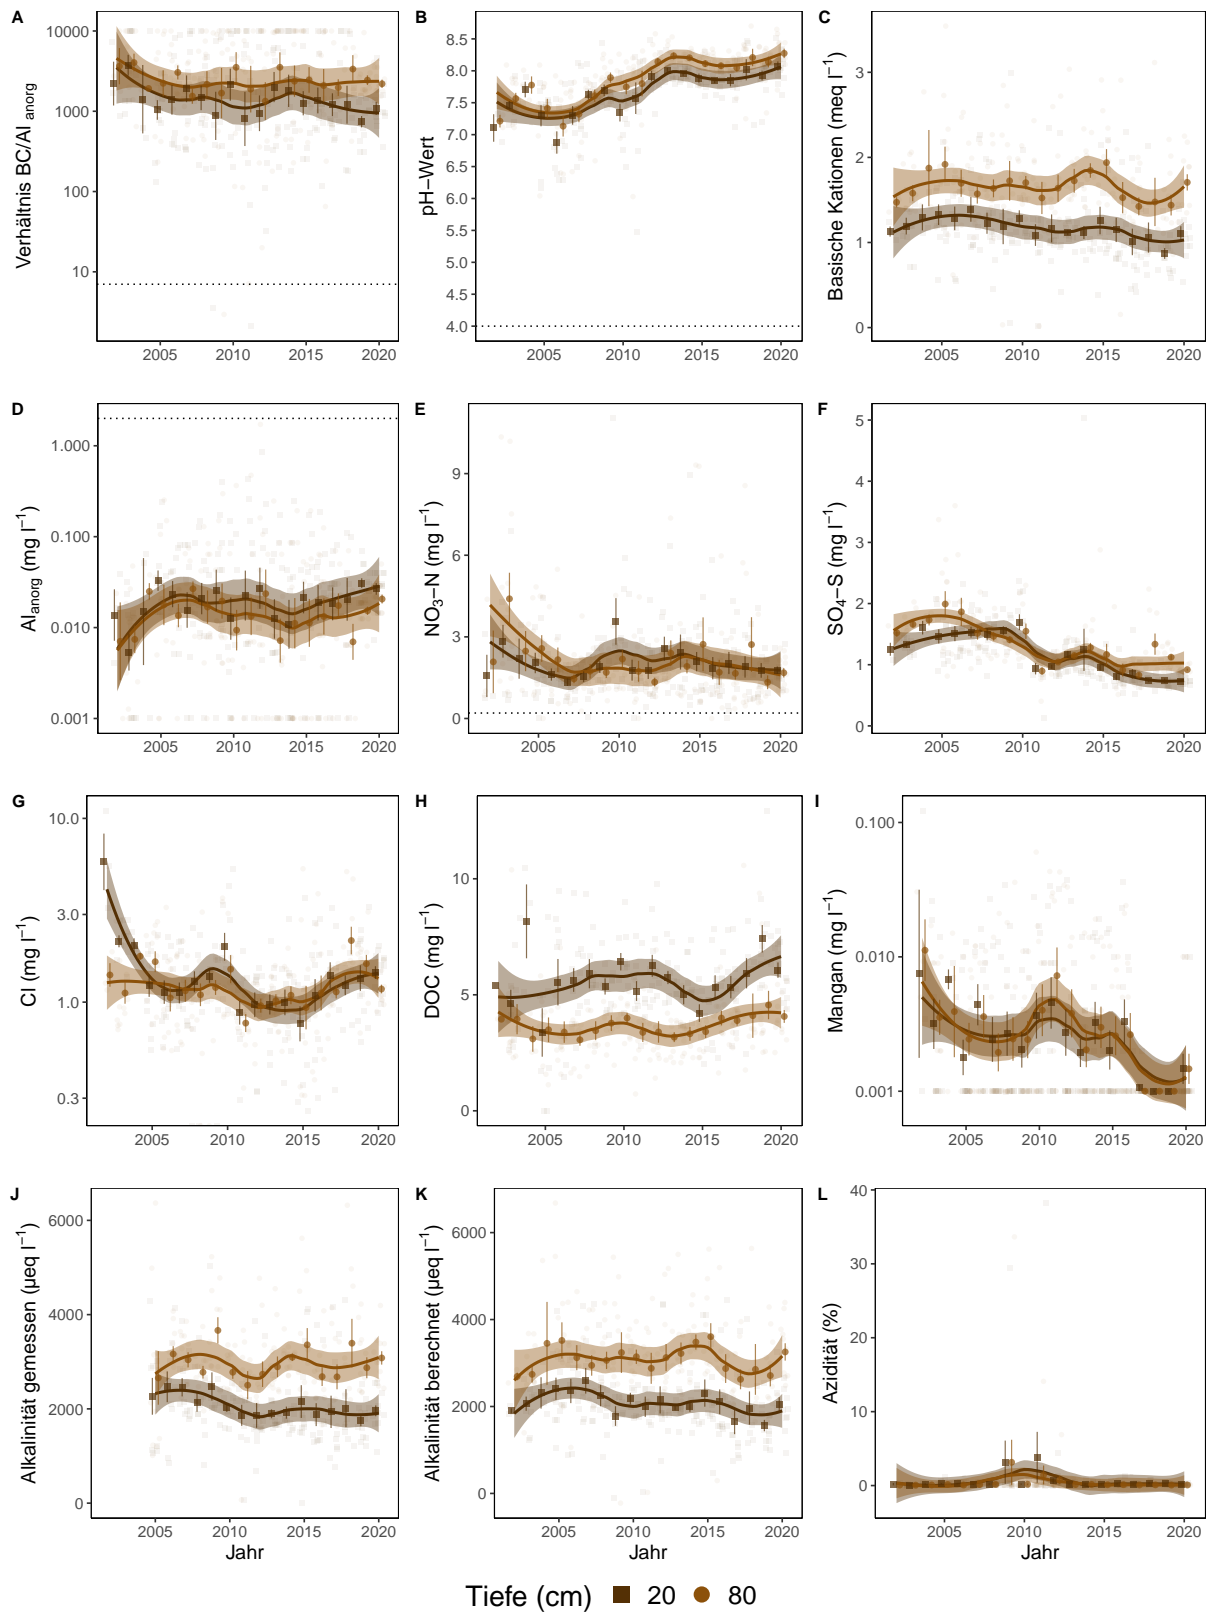 A
Verhältnis BC/Al anorg
10000
1000
100
10
2005 2010 2015 2020
B
pH−Wert
8.5
8.0
7.5
7.0
6.5
6.0
5.5
5.0
4.5
4.0
2005 2010 2015 2020
C
Basische Kationen (meq l−1)
3
2
1
0
2005 2010 2015 2020
D
Alanorg (mg l−1)
1.000
0.100
0.010
0.001
2005 2010 2015 2020
E
NO3−N (mg l−1)
9
6
3
0
2005 2010 2015 2020
F
SO4−S (mg l−1)
5
4
3
2
1
0
2005 2010 2015 2020
G
Cl (mg l−1)
10.0
3.0
1.0
0.3
2005 2010 2015 2020
H
DOC (mg l−1)
10
5
0
2005 2010 2015 2020
I
Mangan (mg l−1)
0.100
0.010
0.001
2005 2010 2015 2020
J
Alkalinität gemessen (µeq l−1)
6000
4000
2000
0
2005 2010 2015 2020
Jahr
K
Alkalinität berechnet (µeq l−1)
6000
4000
2000
0
2005 2010 2015 2020
Jahr
L
Azidität (%)
40
30
20
10
0
2005 2010 2015 2020
Jahr
Tiefe (cm) 20 80